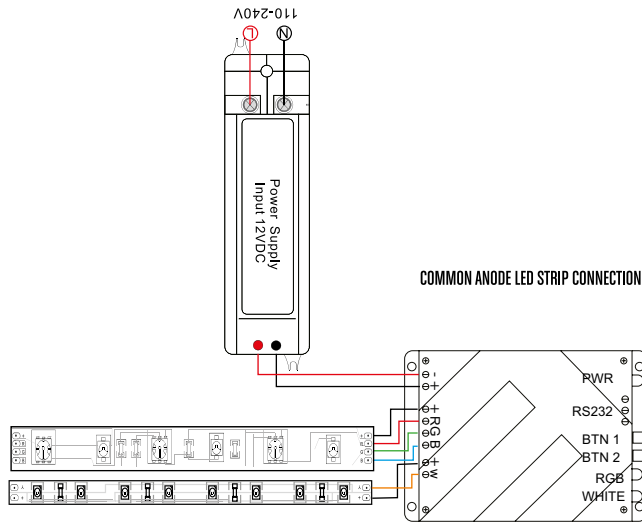 110-240V
L N
Power Supply
Input 12VDC
COMMON ANODE LED STRIP CONNECTION
-
+
+
R
G
B
+
W
PWR
RS232
BTN 1
BTN 2
RGB
WHITE